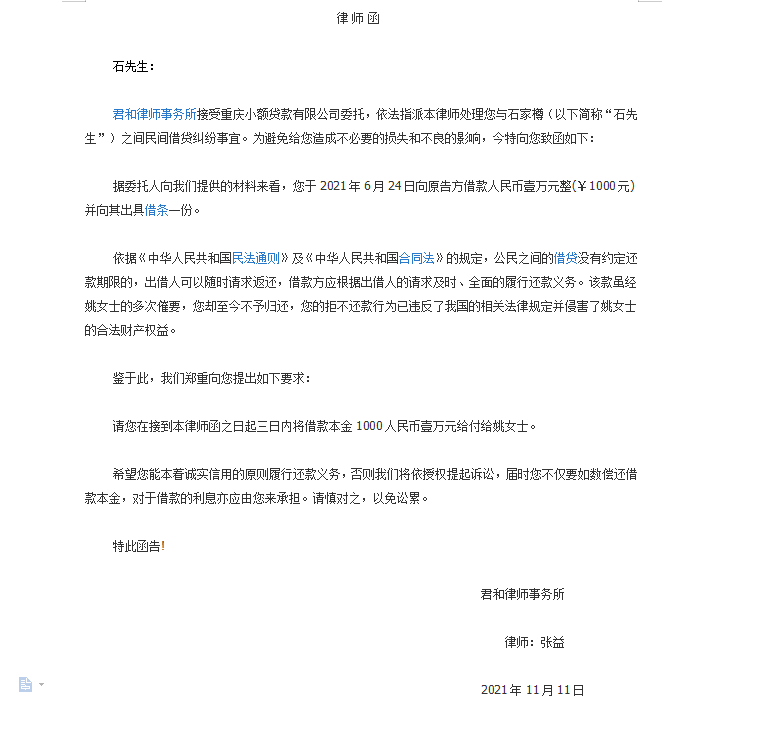 律师函
石先生：
君和律师事务所接受重庆小额贷款有限公司委托，依法指派本律师处理您与石家樽（以下简称“石先
生”）之间民间借贷纠纷事宜。为避免给您造成不必要的损失和不良的影响，今特向您致函如下：
据委托人向我们提供的材料来看，您于 2021 年 6 月 24 日向原告方借款人民币壹万元整(￥1000 元)
并向其出具借条一份。
依据《中华人民共和国民法通则》及《中华人民共和国合同法》的规定，公民之间的借贷没有约定还
款期限的，出借人可以随时请求返还，借款方应根据出借人的请求及时、全面的履行还款义务。该款虽经
姚女士的多次催要，您却至今不予归还，您的拒不还款行为已违反了我国的相关法律规定并侵害了姚女士
的合法财产权益。
鉴于此，我们郑重向您提出如下要求：
请您在接到本律师函之日起三日内将借款本金 1000 人民币壹万元给付给姚女士。
希望您能本着诚实信用的原则履行还款义务，否则我们将依授权提起诉讼，届时您不仅要如数偿还借
款本金，对于借款的利息亦应由您来承担。请慎对之，以免讼累。
特此函告!
君和律师事务所
律师：张益
2021 年 11 月 11 日